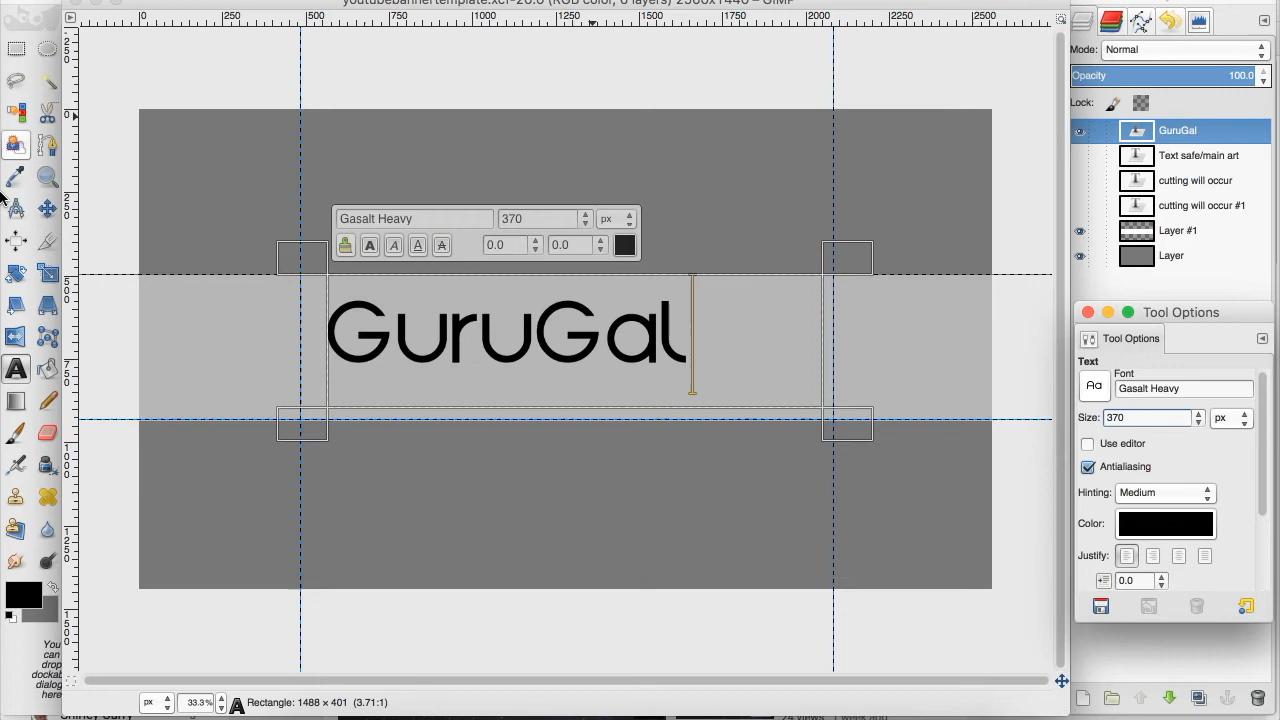 youtubebannertemplate.xcf-26.0 (RGB color, 6 layers) 2560x1440 – GIMP
0 250 500 750 1000 1250 1500 1750 2000 2250 2500
Mode: Normal
Opacity 100.0
Lock:
GuruGal
Text safe/main art
cutting will occur
cutting will occur #1
Layer #1
Layer
Gasalt Heavy 370 px
0.0 0.0
GuruGal
Tool Options
Tool Options
Text
Font
Aa Gasalt Heavy
Size: 370 px
Use editor
Antialiasing
Hinting: Medium
Color:
Justify:
0.0
You
can
drop
dockab
dialog
here
px 33.3% A Rectangle: 1488 × 401 (3.71:1)